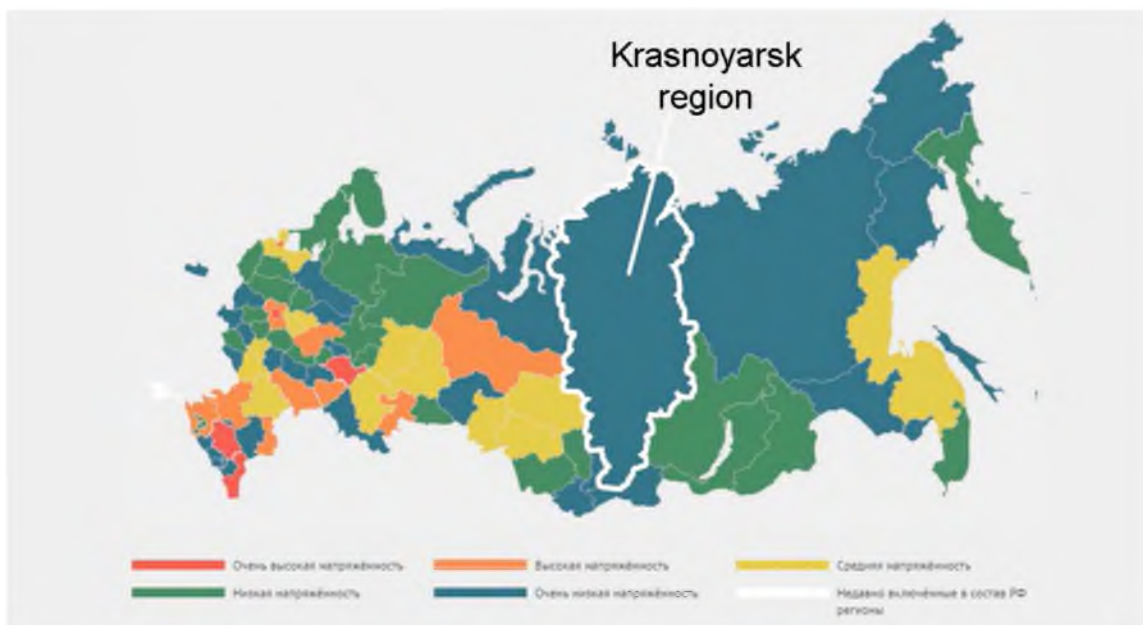 Krasnoyarsk
region
Очень высокая напряжённость
Высокая напряжённость
Средняя напряжённость
Низкая напряжённость
Очень низкая напряжённость
Недавно включённые в состав РФ
регионы